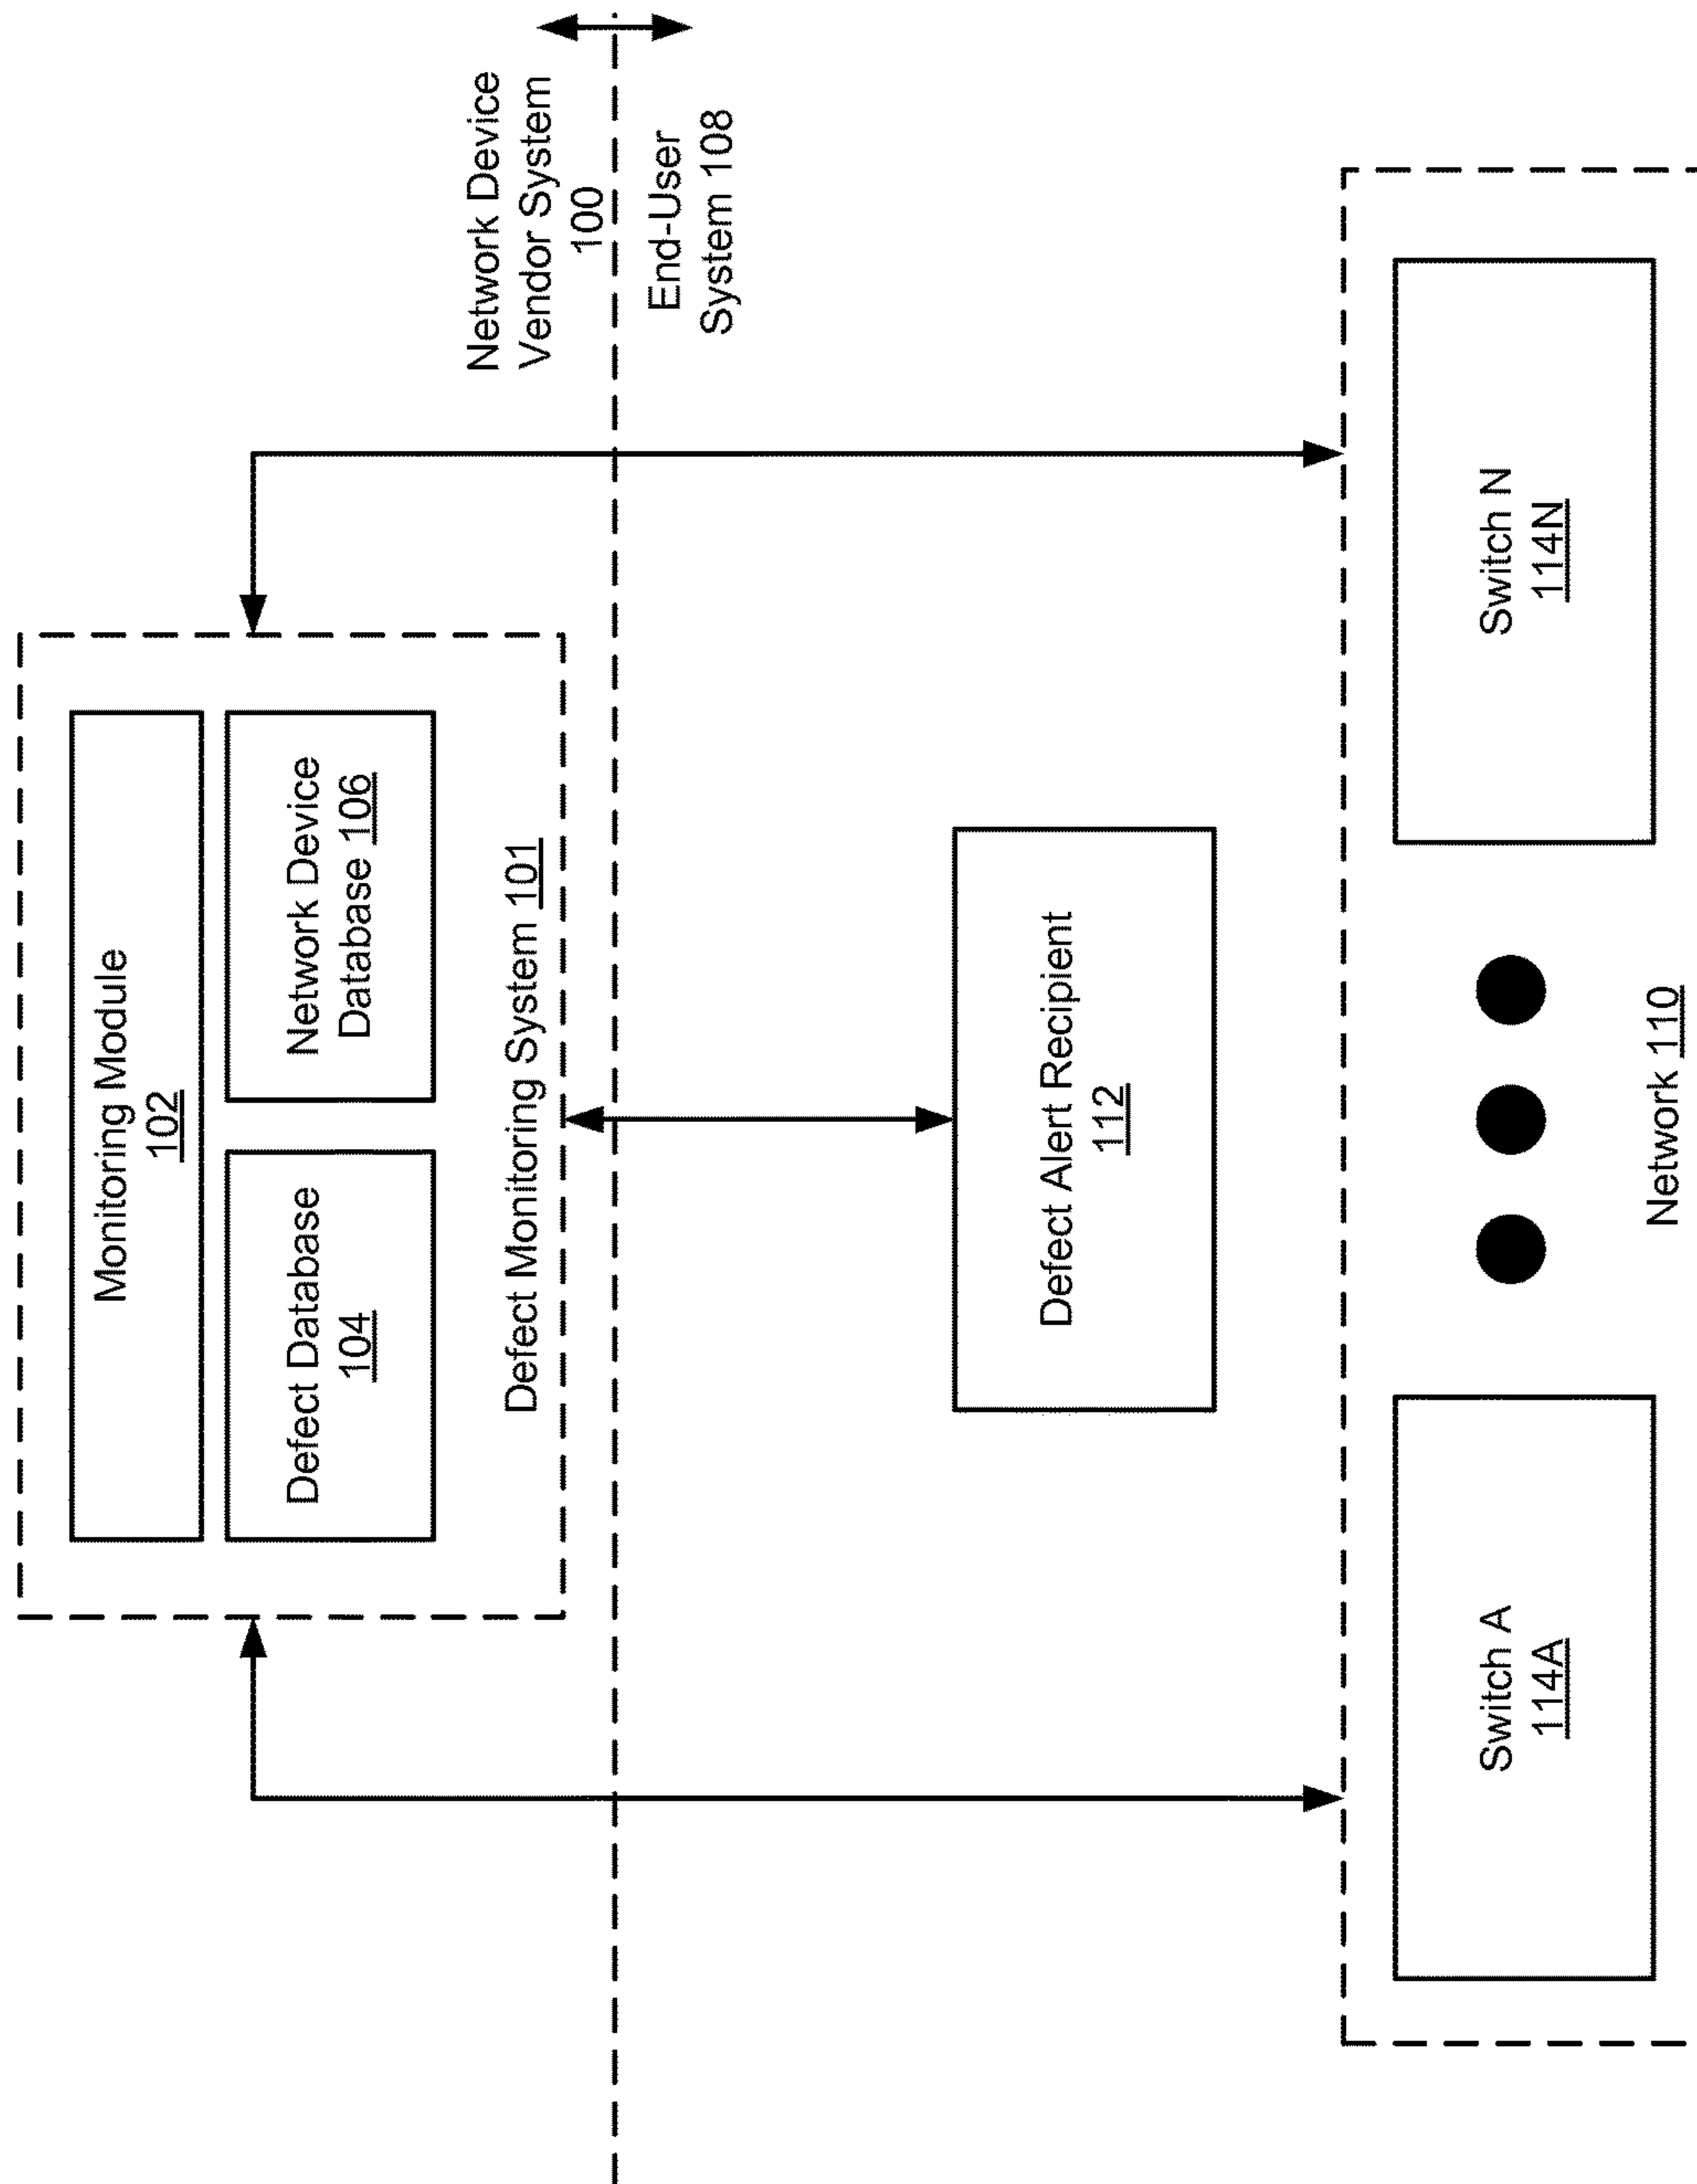 Network Device
Vendor System
100
End-User
System 108
Monitoring Module
102
Defect Database
104
Network Device
Database 106
Defect Monitoring System 101
Defect Alert Recipient
112
Switch A
114A
Switch N
114N
Network 110